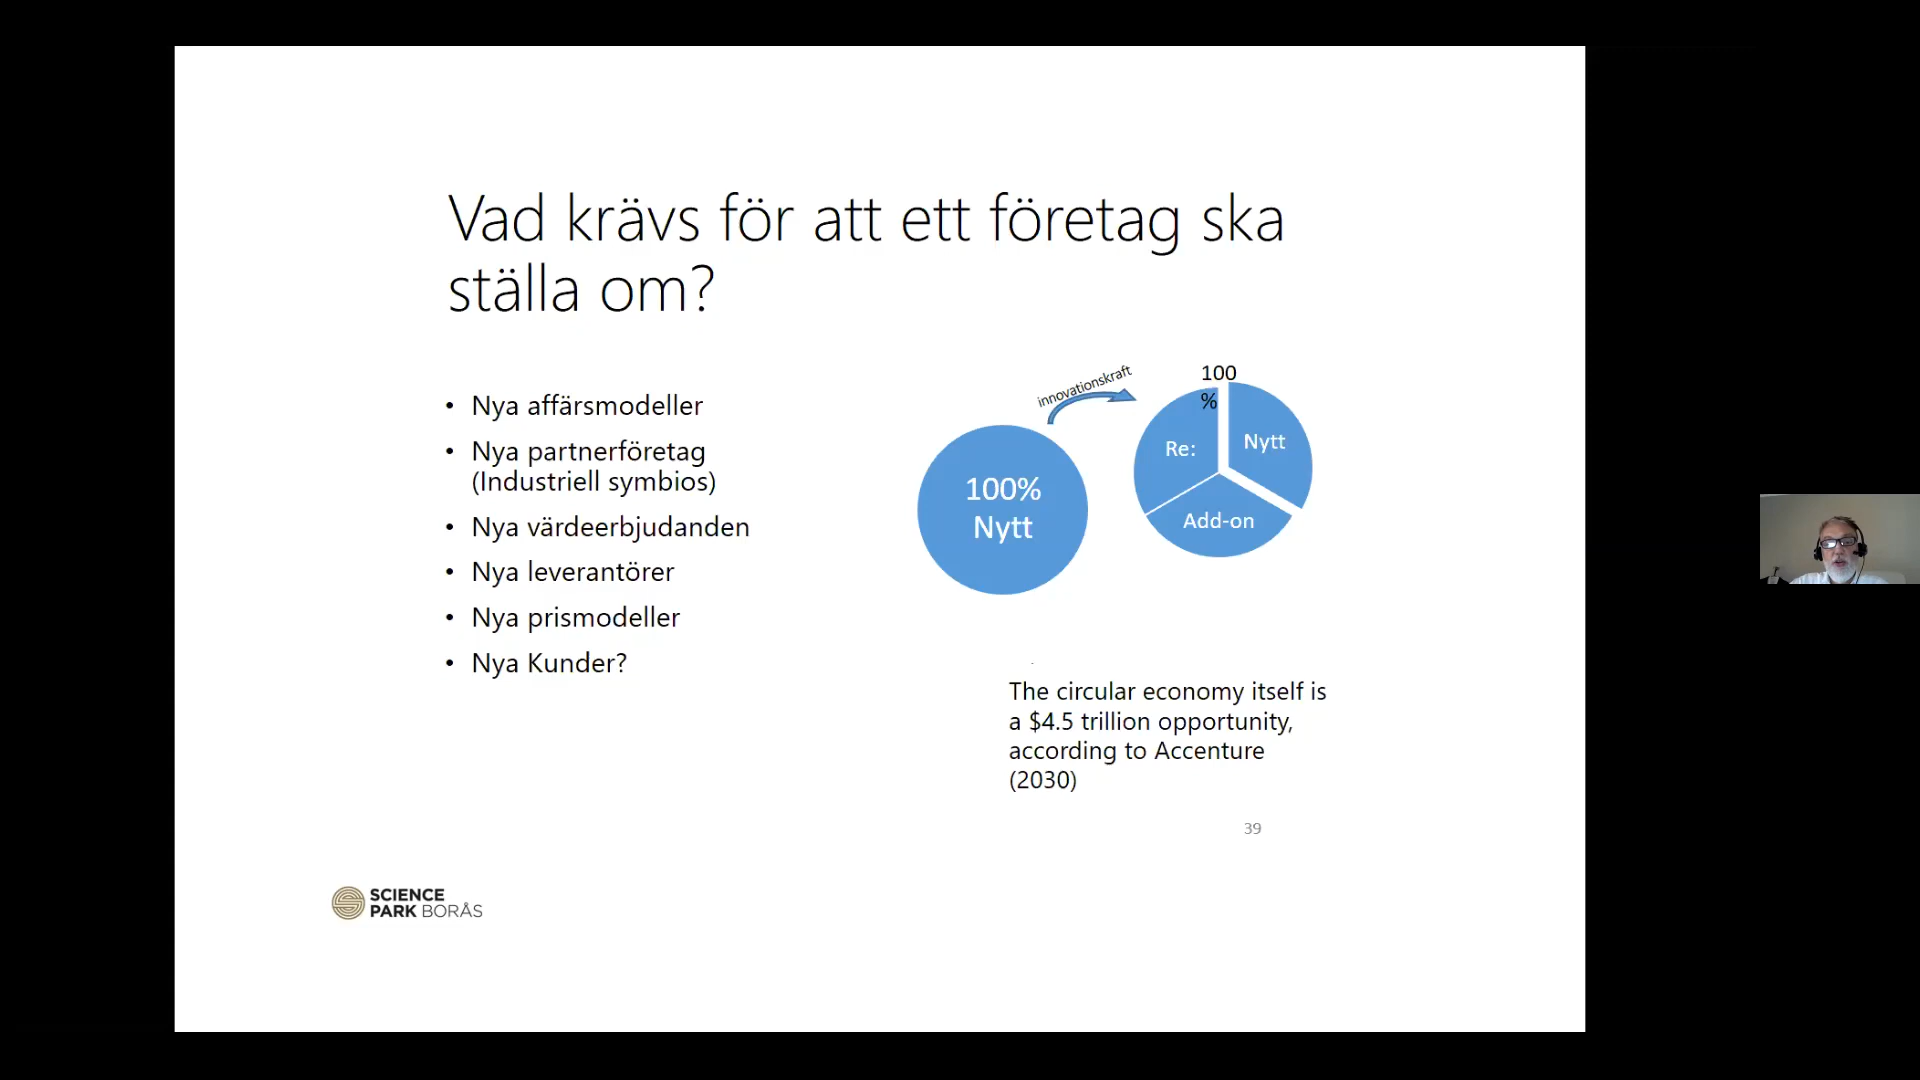 Vad krävs för att ett företag ska
ställa om?
• Nya affärsmodeller
• Nya partnerföretag
(Industriell symbios)
• Nya värdeerbjudanden
• Nya leverantörer
• Nya prismodeller
• Nya Kunder?
innovationskraft
100%
Nytt
100
%
Re:
Nytt
Add-on
The circular economy itself is
a $4.5 trillion opportunity,
according to Accenture
(2030)
39
SCIENCE
PARK BORÅS